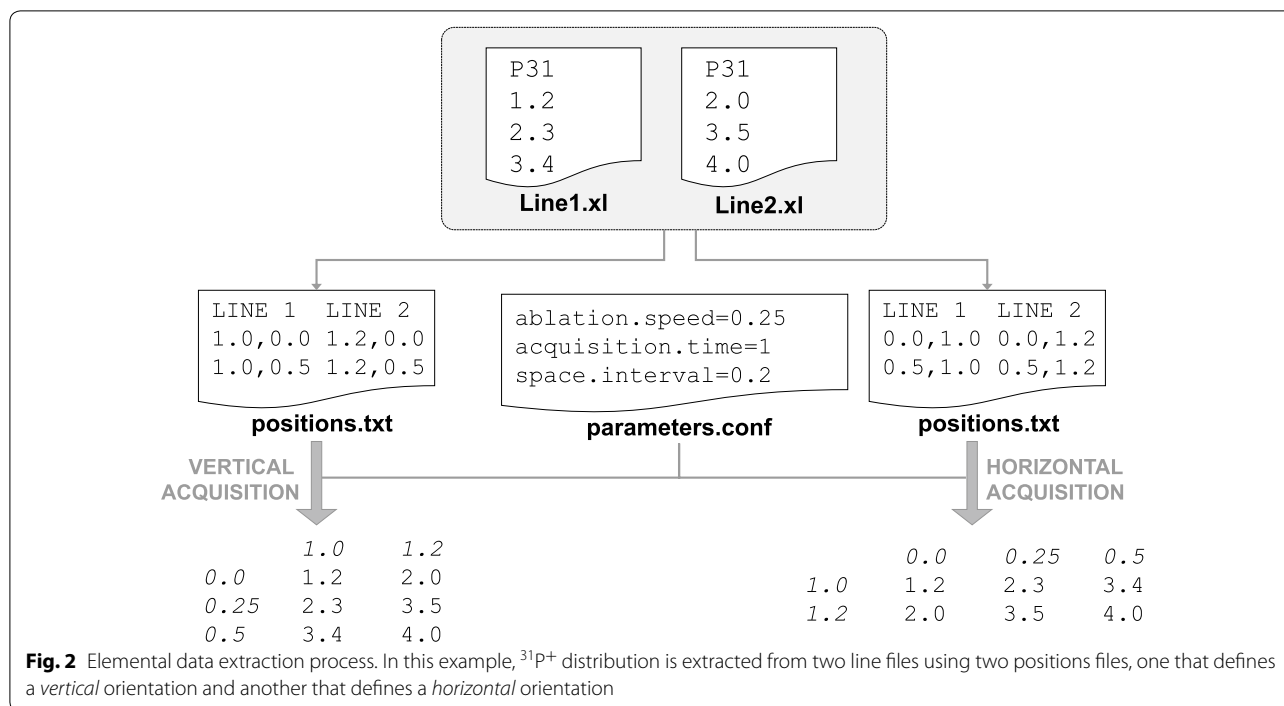 P31
1.2
2.3
3.4
Line1.xl
P31
2.0
3.5
4.0
Line2.xl
LINE 1 LINE 2
1.0,0.0 1.2,0.0
1.0,0.5 1.2,0.5
positions.txt
ablation.speed=0.25
acquisition.time=1
space.interval=0.2
parameters.conf
LINE 1 LINE 2
0.0,1.0 0.0,1.2
0.5,1.0 0.5,1.2
positions.txt
VERTICAL
ACQUISITION
HORIZONTAL
ACQUISITION
1.0 1.2
0.0 1.2 2.0
0.25 2.3 3.5
0.5 3.4 4.0
0.0 0.25 0.5
1.0 1.2 2.3 3.4
1.2 2.0 3.5 4.0
Fig. 2 Elemental data extraction process. In this example, ³¹P⁺ distribution is extracted from two line files using two positions files, one that defines
a vertical orientation and another that defines a horizontal orientation